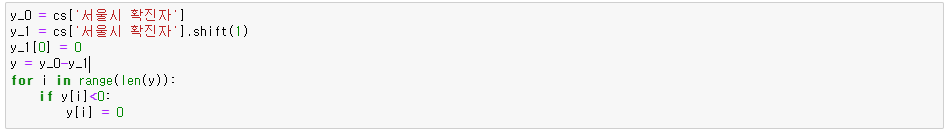 y_0 = cs['서울시 확진자']
y_1 = cs['서울시 확진자'].shift(1)
y_1[0] = 0
y = y_0-y_1
for i in range(len(y)):
    if y[i]<0:
        y[i] = 0